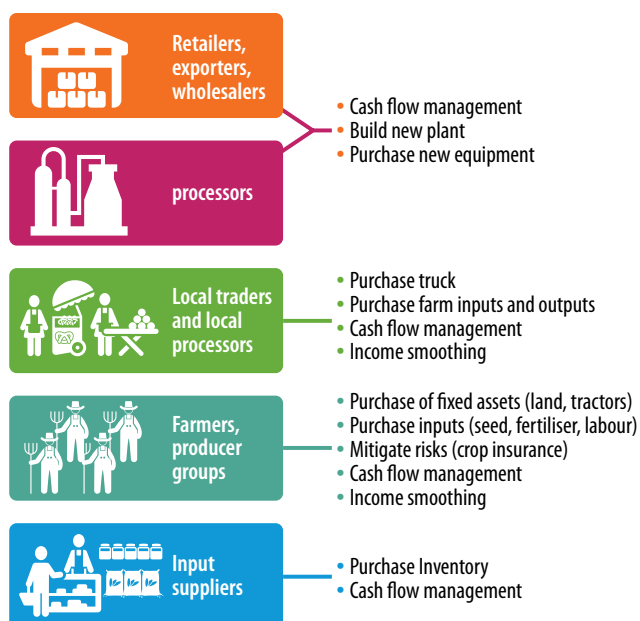 Retailers,
exporters,
wholesalers
• Cash flow management
• Build new plant
• Purchase new equipment
processors
Local traders
and local
processors
• Purchase truck
• Purchase farm inputs and outputs
• Cash flow management
• Income smoothing
Farmers,
producer
groups
• Purchase of fixed assets (land, tractors)
• Purchase inputs (seed, fertiliser, labour)
• Mitigate risks (crop insurance)
• Cash flow management
• Income smoothing
Input
suppliers
• Purchase Inventory
• Cash flow management